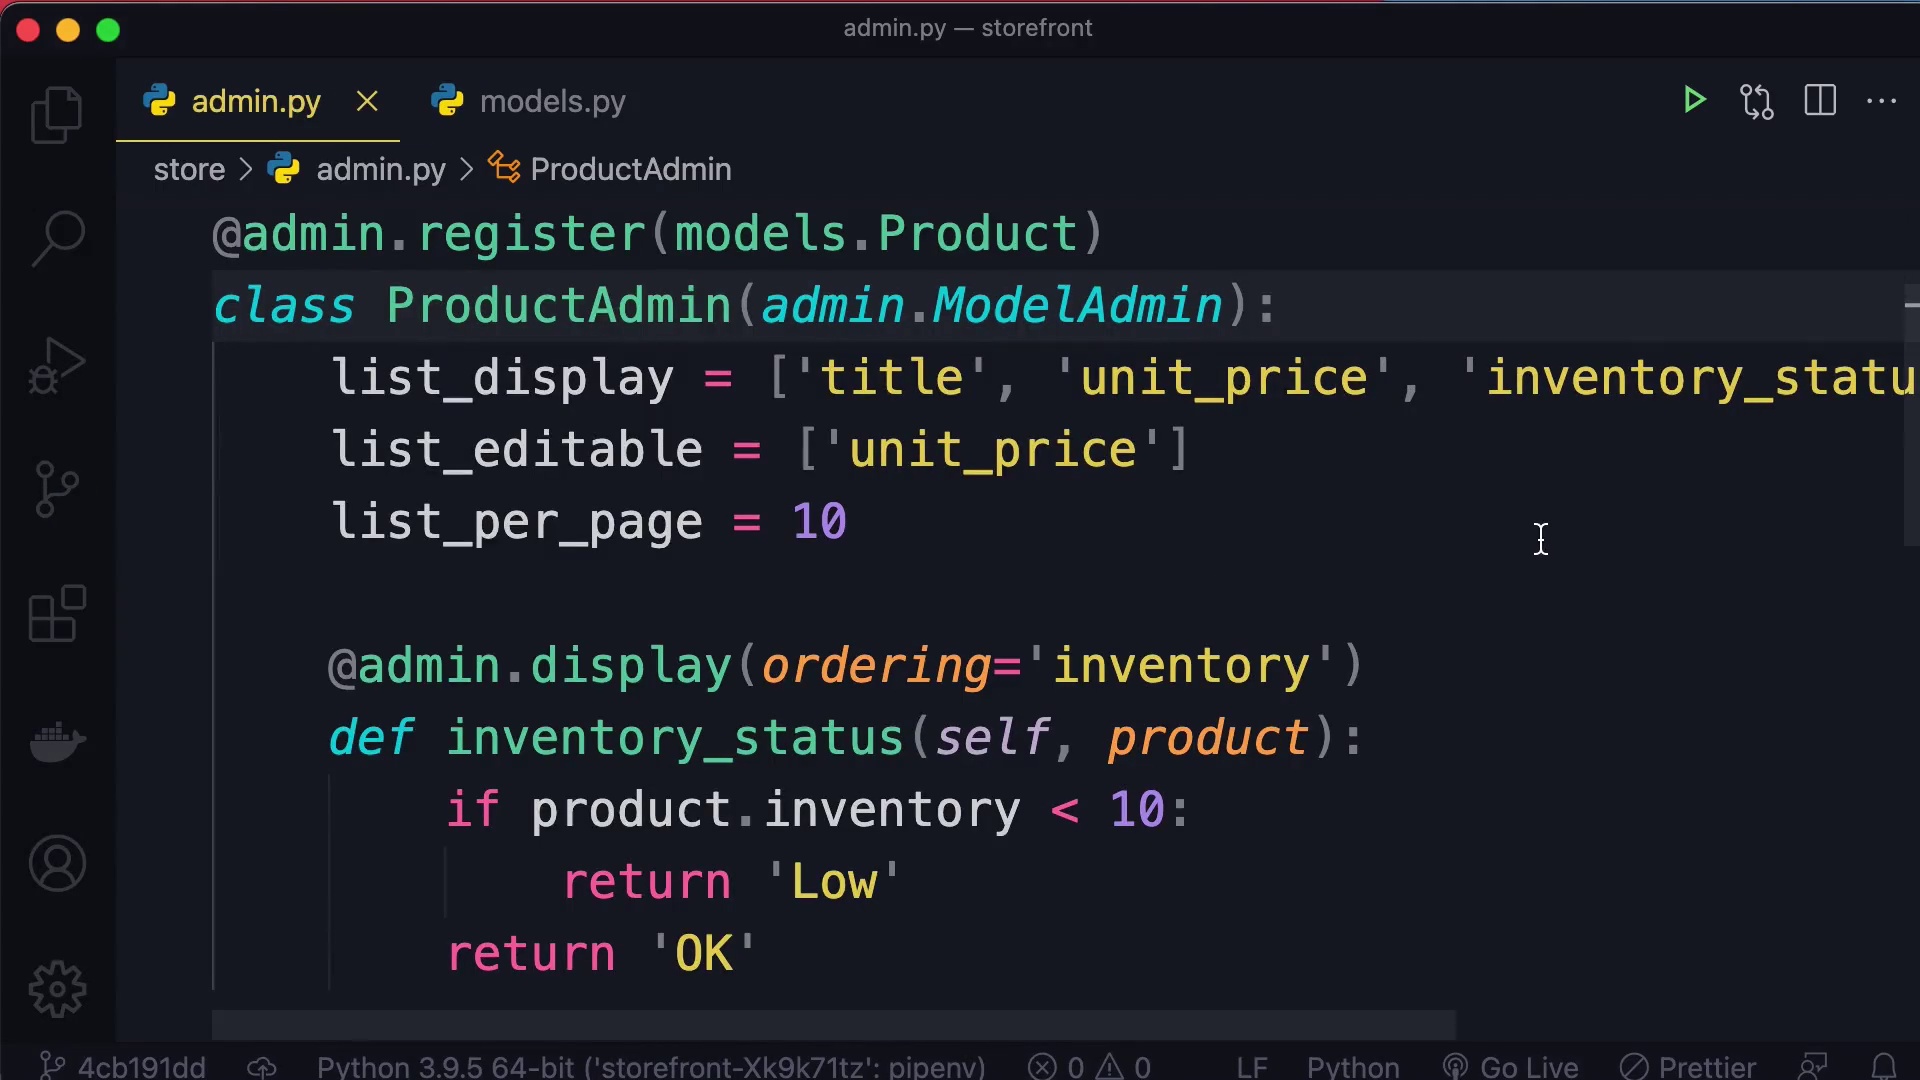 admin.py — storefront
admin.py models.py
store > admin.py > ProductAdmin
@admin.register(models.Product)
class ProductAdmin(admin.ModelAdmin):
list_display = ['title', 'unit_price', 'inventory_statu
list_editable = ['unit_price']
list_per_page = 10
@admin.display(ordering='inventory')
def inventory_status(self, product):
if product.inventory < 10:
return 'Low'
return 'OK'
4cb191dd Python 3.9.5 64-bit ('storefront-Xk9k71tz': pipenv) 0 0 LF Python Go Live Prettier